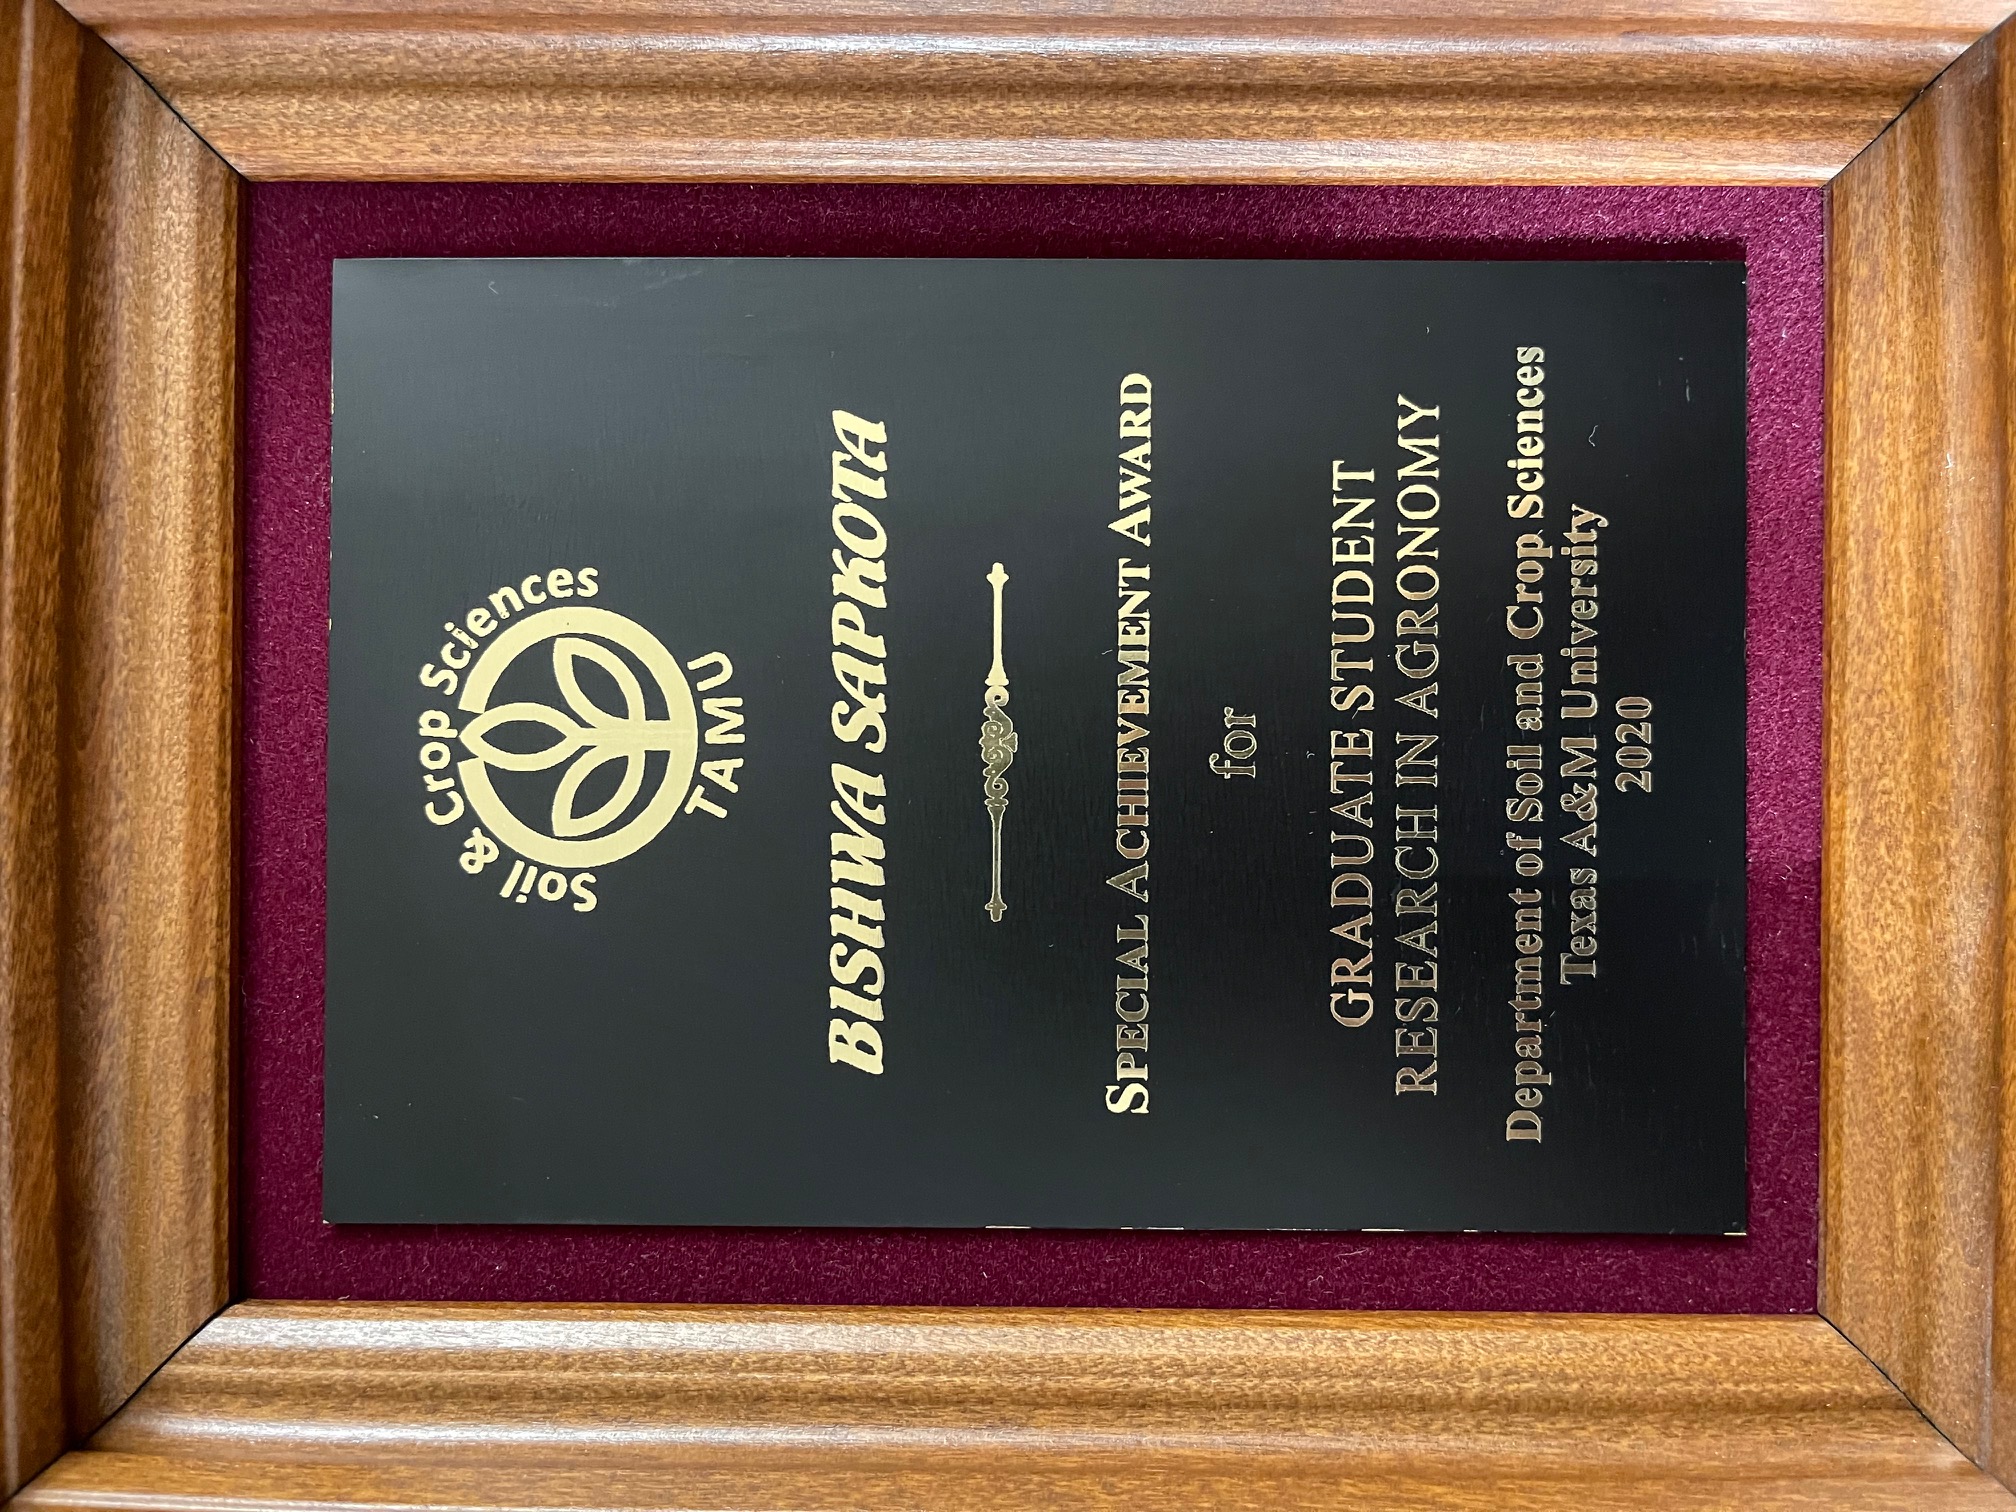 Soil & Crop Sciences
TAMU
BISHWA SAPKOTA
SPECIAL ACHIEVEMENT AWARD
for
GRADUATE STUDENT
RESEARCH IN AGRONOMY
Department of Soil and Crop Sciences
Texas A&M University
2020